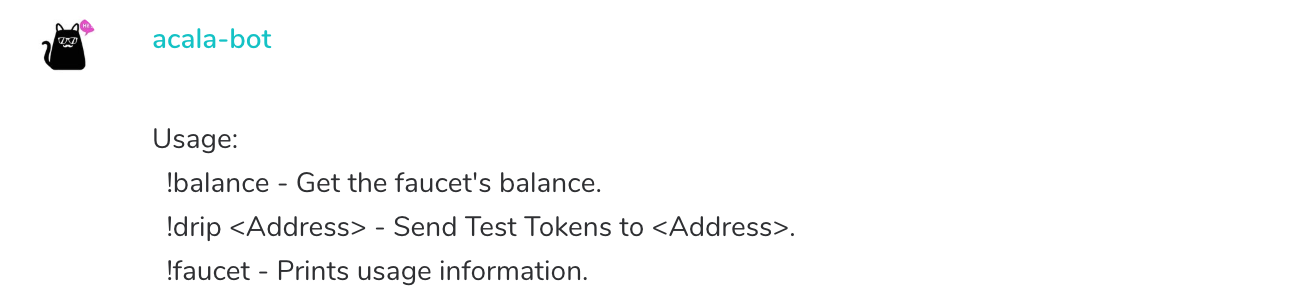 acala-bot
Usage:
!balance - Get the faucet's balance.
!drip <Address> - Send Test Tokens to <Address>.
!faucet - Prints usage information.